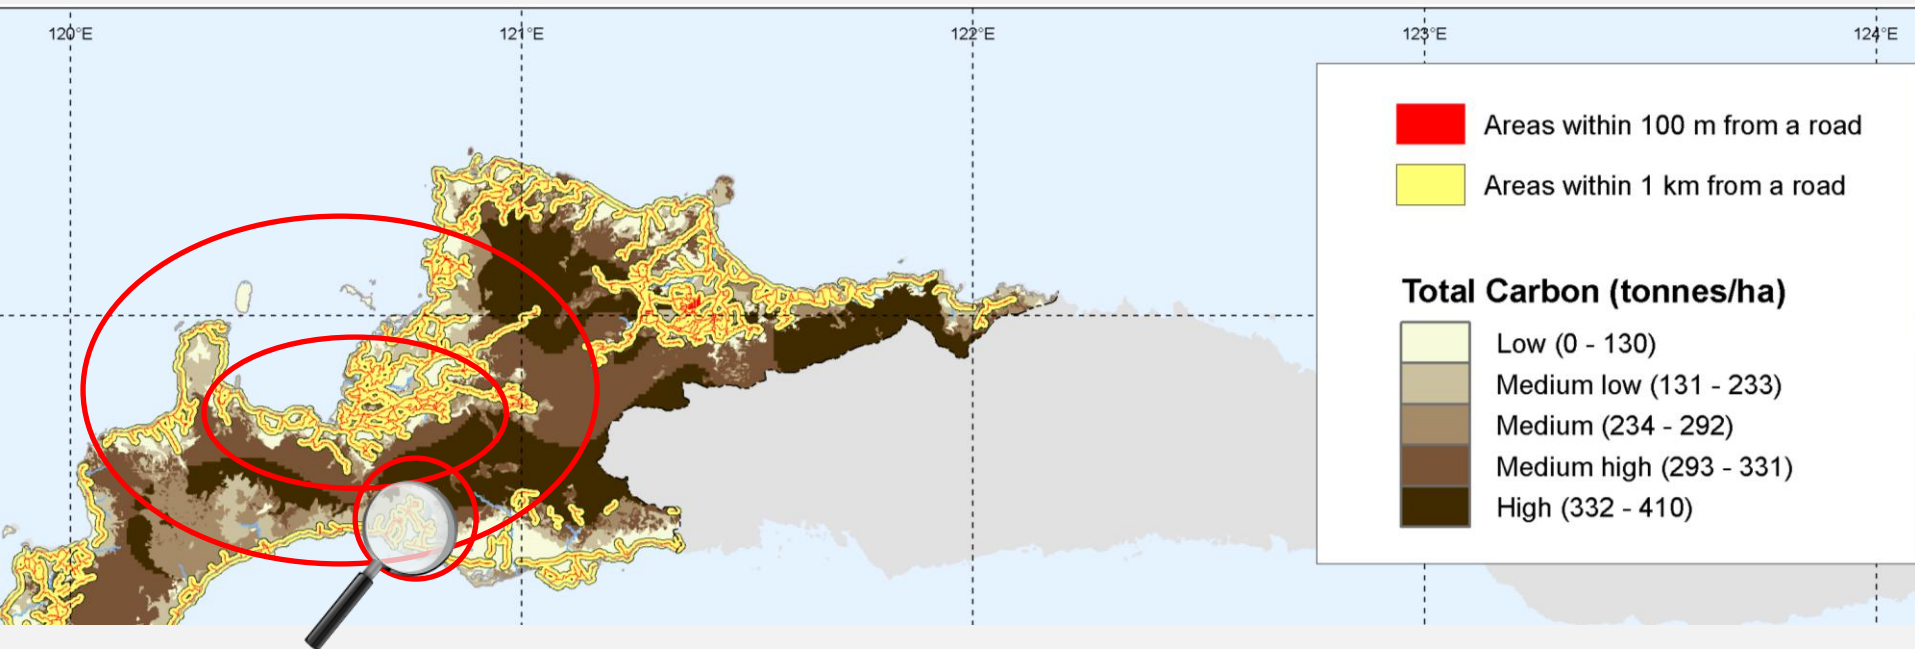 120°E
121°E
122°E
123°E
124°E
Areas within 100 m from a road
Areas within 1 km from a road
Total Carbon (tonnes/ha)
Low (0 - 130)
Medium low (131 - 233)
Medium (234 - 292)
Medium high (293 - 331)
High (332 - 410)